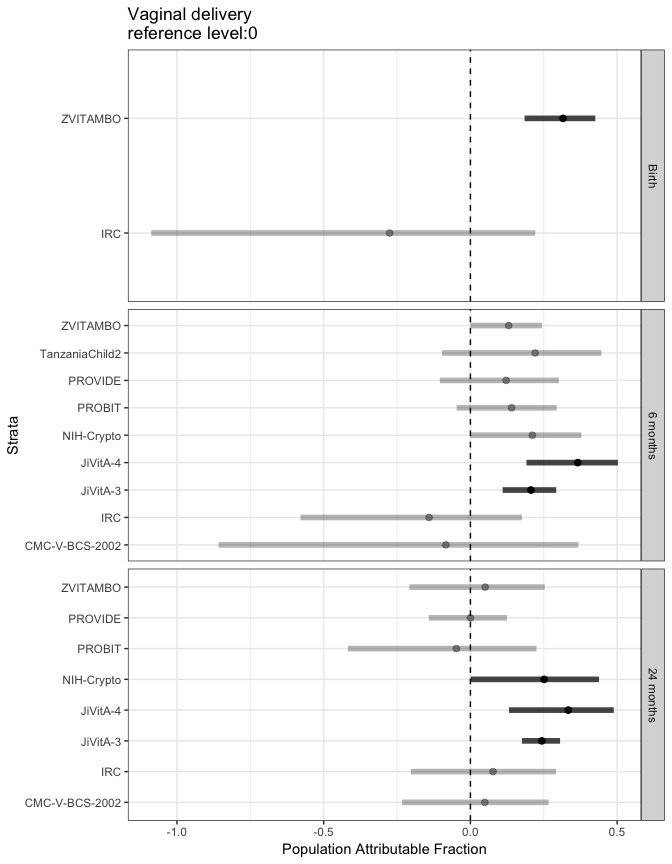 Vaginal delivery
reference level:0
Strata
ZVITAMBO
IRC
Birth
ZVITAMBO
TanzaniaChild2
PROVIDE
PROBIT
NIH-Crypto
JiVitA-4
JiVitA-3
IRC
CMC-V-BCS-2002
6 months
ZVITAMBO
PROVIDE
PROBIT
NIH-Crypto
JiVitA-4
JiVitA-3
IRC
CMC-V-BCS-2002
24 months
-1.0 -0.5 0.0 0.5
Population Attributable Fraction